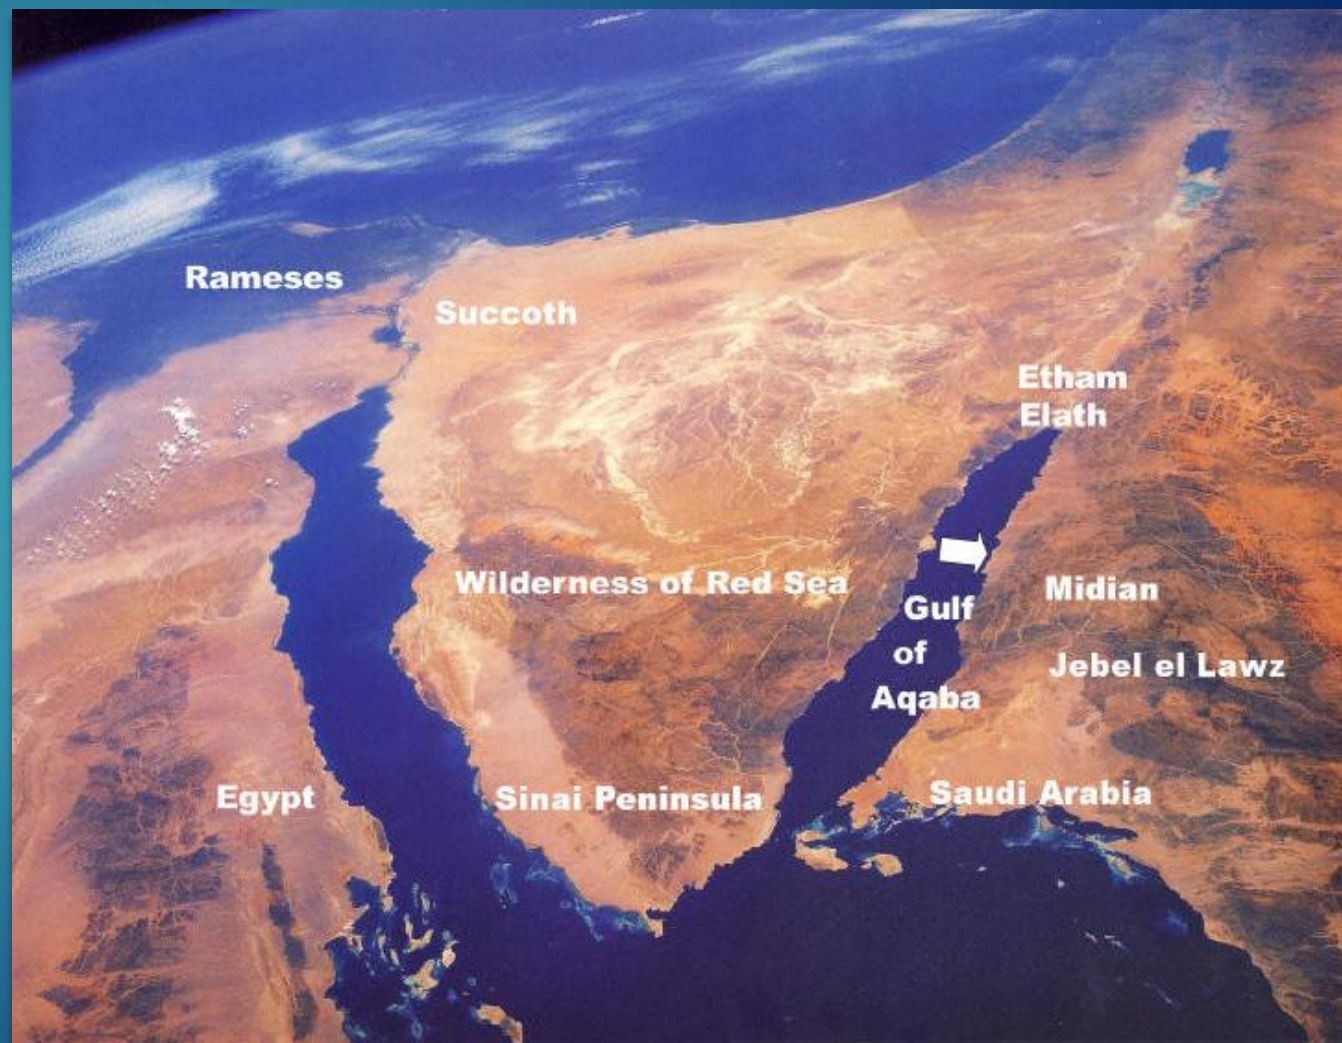 Rameses
Succoth
Etham
Elath
Wilderness of Red Sea
Midian
Gulf
of
Aqaba
Jebel el Lawz
Egypt
Sinai Peninsula
Saudi Arabia